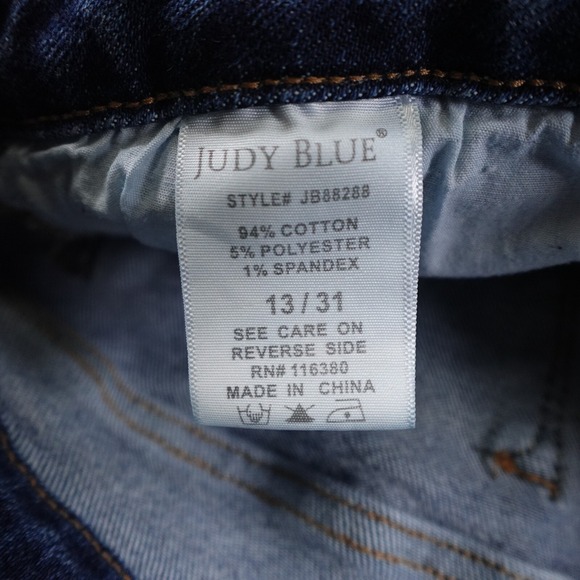 JUDY BLUE®
STYLE# JB88288
94% COTTON
5% POLYESTER
1% SPANDEX
13 / 31
SEE CARE ON
REVERSE SIDE
RN# 116380
MADE IN CHINA